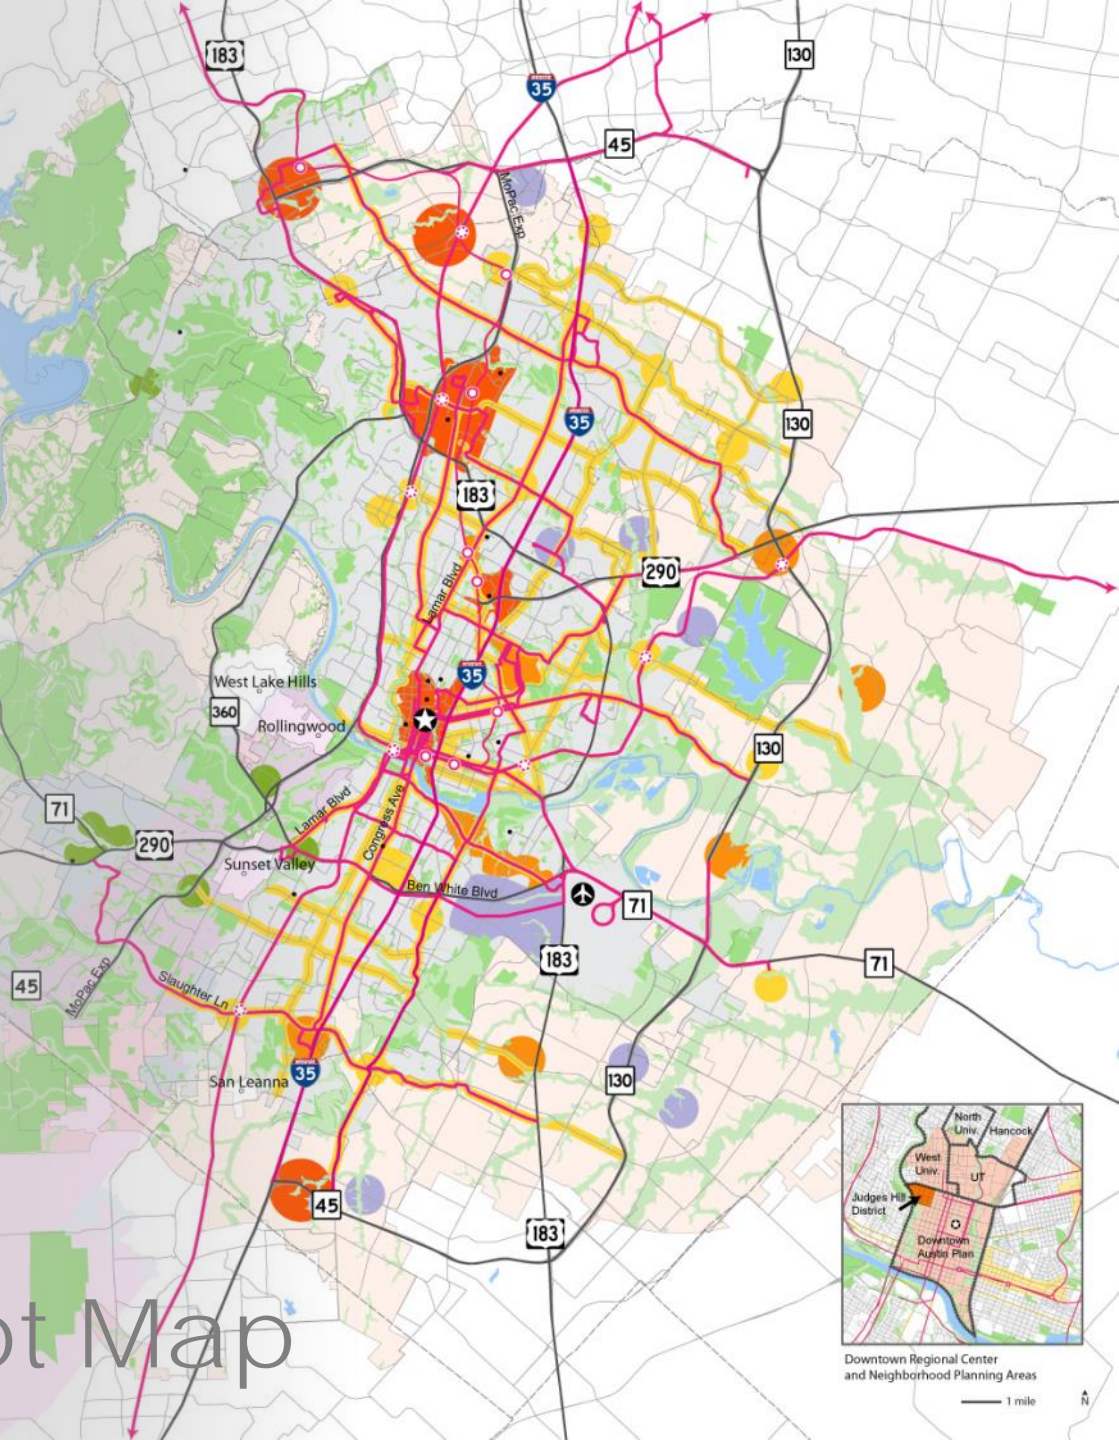 183
130
35
45
MoPac Exp
130
35
183
290
Lamar Blvd
35
West Lake Hills
360
Rollingwood
130
71
290
Lamar Blvd
Congress Ave
Sunset Valley
Ben White Blvd
71
183
71
45
MoPac Exp
Slaughter Ln
35
San Leanna
130
45
183
North
Univ.
Hancock
West
Univ.
UT
Judges Hill
District
Downtown
Austin Plan
pt Map
Downtown Regional Center
and Neighborhood Planning Areas
1 mile
N